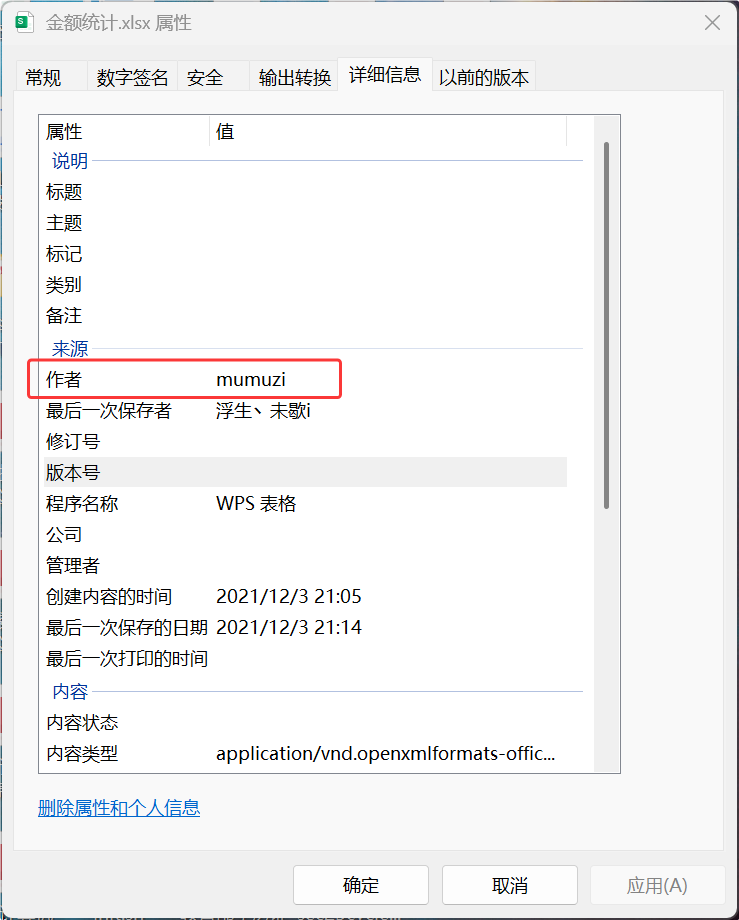 金额统计.xlsx 属性
常规 数字签名 安全 输出转换 详细信息 以前的版本
属性 值
说明
标题
主题
标记
类别
备注
来源
作者 mumuzi
最后一次保存者 浮生丶未歇i
修订号
版本号
程序名称 WPS 表格
公司
管理者
创建内容的时间 2021/12/3 21:05
最后一次保存的日期 2021/12/3 21:14
最后一次打印的时间
内容
内容状态
内容类型 application/vnd.openxmlformats-offic...
删除属性和个人信息
确定 取消 应用(A)